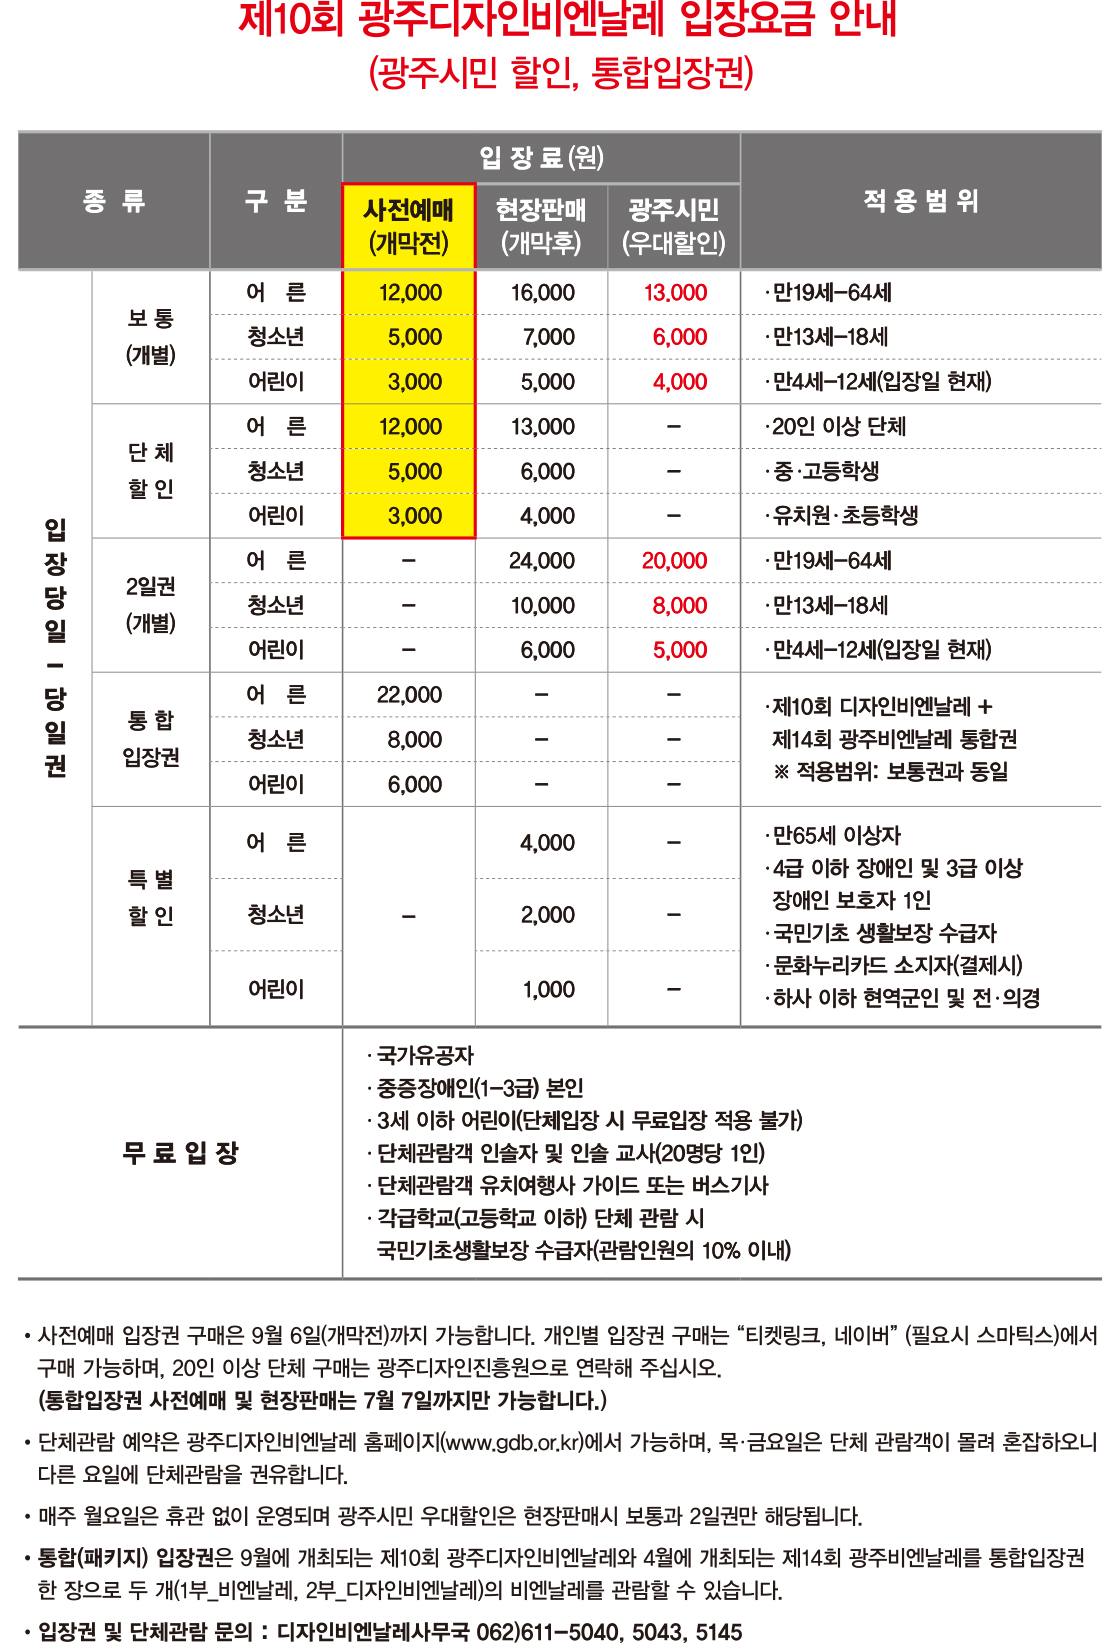 제10회 광주디자인비엔날레 입장요금 안내
(광주시민 할인, 통합입장권)
종 류 구 분 입 장 료(원) 적 용 범 위
사전예매 현장판매 광주시민
(개막전) (개막후) (우대할인)
입장당일-당일권
보 통
(개별)
어 른 12,000 16,000 13.000 ·만19세-64세
청소년 5,000 7,000 6,000 ·만13세-18세
어린이 3,000 5,000 4,000 ·만4세-12세(입장일 현재)
단 체
할 인
어 른 12,000 13,000 - ·20인 이상 단체
청소년 5,000 6,000 - ·중·고등학생
어린이 3,000 4,000 - ·유치원·초등학생
2일권
(개별)
어 른 - 24,000 20,000 ·만19세-64세
청소년 - 10,000 8,000 ·만13세-18세
어린이 - 6,000 5,000 ·만4세-12세(입장일 현재)
통 합
입장권
어 른 22,000 - -
청소년 8,000 - -
어린이 6,000 - -
·제10회 디자인비엔날레 +
제14회 광주비엔날레 통합권
※ 적용범위: 보통권과 동일
특 별
할 인
어 른 4,000 -
청소년 - 2,000 -
어린이 1,000 -
·만65세 이상자
·4급 이하 장애인 및 3급 이상
장애인 보호자 1인
·국민기초 생활보장 수급자
·문화누리카드 소지자(결제시)
·하사 이하 현역군인 및 전·의경
무 료 입 장
· 국가유공자
· 중증장애인(1-3급) 본인
· 3세 이하 어린이(단체입장 시 무료입장 적용 불가)
· 단체관람객 인솔자 및 인솔 교사(20명당 1인)
· 단체관람객 유치여행사 가이드 또는 버스기사
· 각급학교(고등학교 이하) 단체 관람 시
국민기초생활보장 수급자(관람인원의 10% 이내)
• 사전예매 입장권 구매은 9월 6일(개막전)까지 가능합니다. 개인별 입장권 구매는 “티켓링크, 네이버” (필요시 스마틱스)에서
구매 가능하며, 20인 이상 단체 구매는 광주디자인진흥원으로 연락해 주십시오.
(통합입장권 사전예매 및 현장판매는 7월 7일까지만 가능합니다.)
• 단체관람 예약은 광주디자인비엔날레 홈페이지(www.gdb.or.kr)에서 가능하며, 목·금요일은 단체 관람객이 몰려 혼잡하오니
다른 요일에 단체관람을 권유합니다.
• 매주 월요일은 휴관 없이 운영되며 광주시민 우대할인은 현장판매시 보통과 2일권만 해당됩니다.
• 통합(패키지) 입장권은 9월에 개최되는 제10회 광주디자인비엔날레와 4월에 개최되는 제14회 광주비엔날레를 통합입장권
한 장으로 두 개(1부_비엔날레, 2부_디자인비엔날레)의 비엔날레를 관람할 수 있습니다.
• 입장권 및 단체관람 문의 : 디자인비엔날레사무국 062)611-5040, 5043, 5145